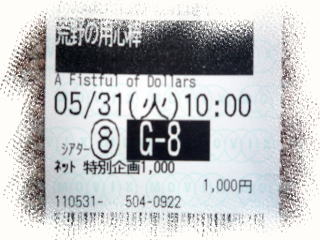 荒野の用心棒
A Fistful of Dollars
05/31(火)10:00
シアター⑧ G-8
ネット 特別企画1,000
1,000円
110531- 504-0922